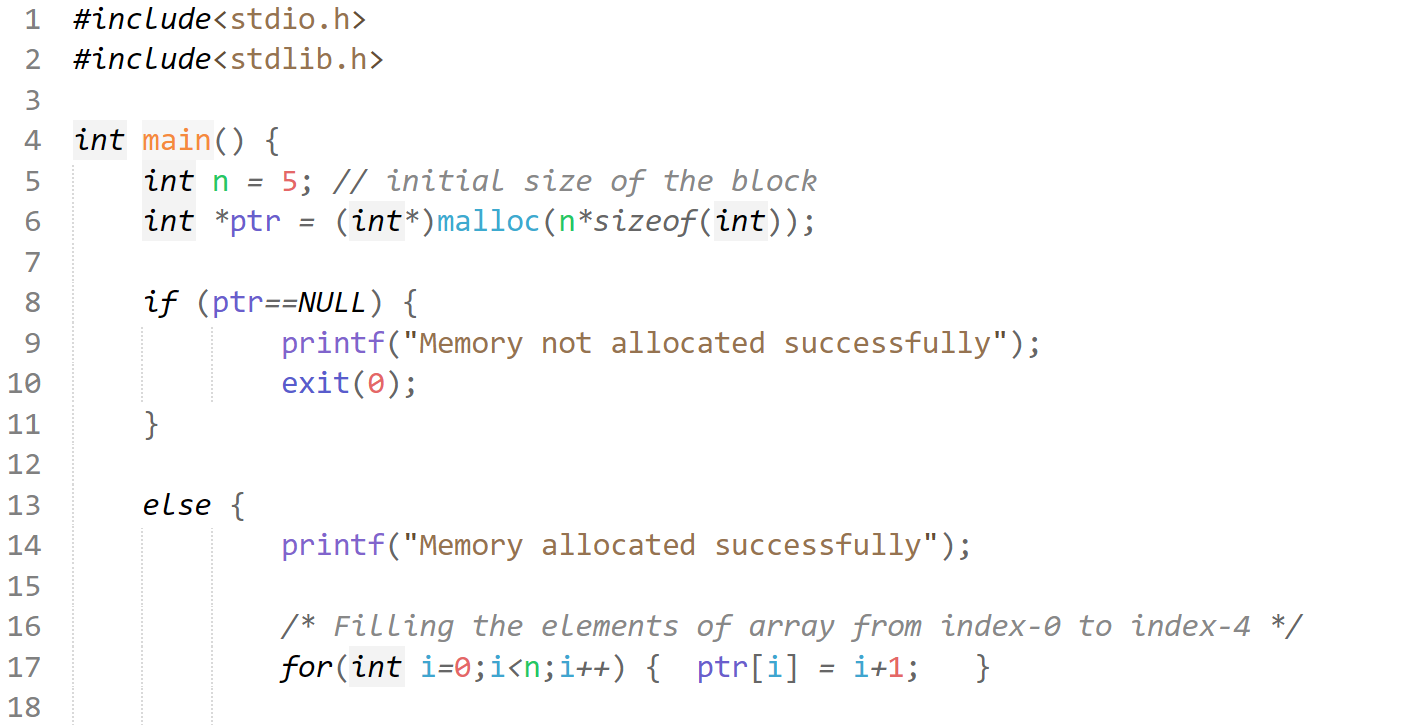 1 #include<stdio.h>
2 #include<stdlib.h>
3
4 int main() {
5     int n = 5; // initial size of the block
6     int *ptr = (int*)malloc(n*sizeof(int));
7
8     if (ptr==NULL) {
9             printf("Memory not allocated successfully");
10             exit(0);
11     }
12
13     else {
14             printf("Memory allocated successfully");
15
16             /* Filling the elements of array from index-0 to index-4 */
17             for(int i=0;i<n;i++) {  ptr[i] = i+1;   }
18